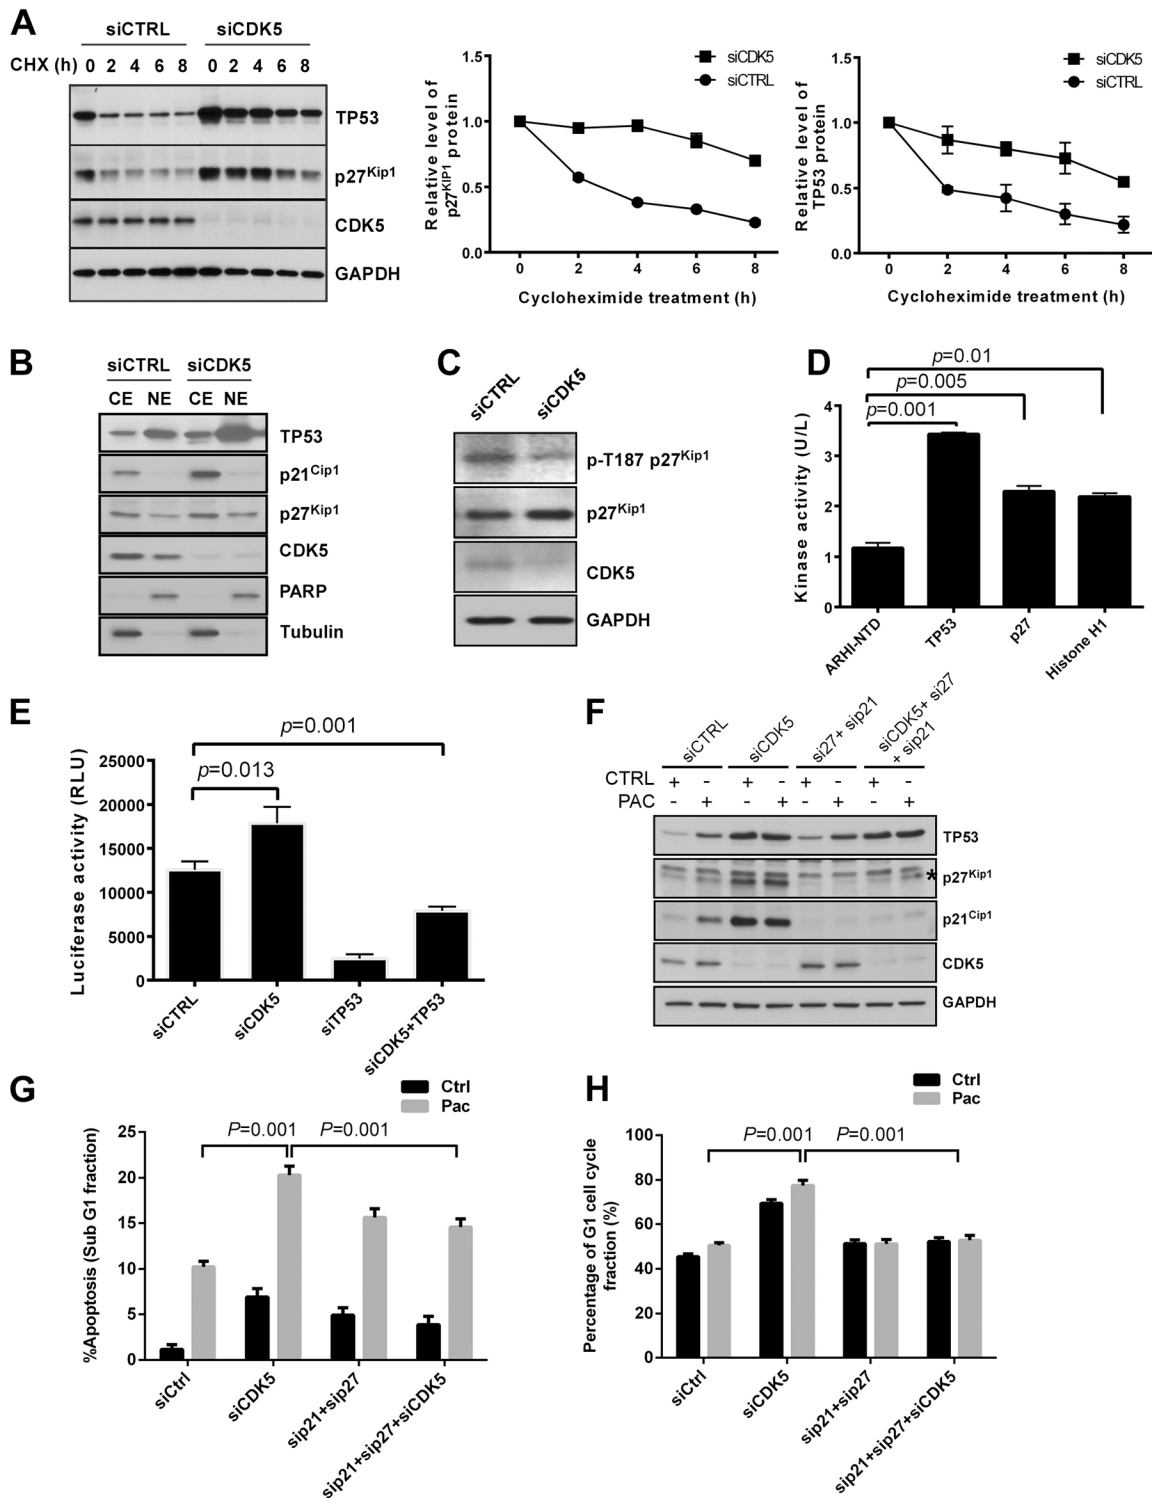 A
siCTRL siCDK5
CHX (h) 0 2 4 6 8 0 2 4 6 8
TP53
p27Kip1
CDK5
GAPDH
1.5
1.0
0.5
0.0
Relative level of
p27KIP1 protein
siCDK5
siCTRL
0 2 4 6 8
Cycloheximide treatment (h)
1.5
1.0
0.5
0.0
Relative level of
TP53 protein
siCDK5
siCTRL
0 2 4 6 8
Cycloheximide treatment (h)
B
siCTRL siCDK5
CE NE CE NE
TP53
p21Cip1
p27Kip1
CDK5
PARP
Tubulin
C
siCTRL siCDK5
p-T187 p27Kip1
p27Kip1
CDK5
GAPDH
D
p=0.01
p=0.005
p=0.001
Kinase activity (U/L)
4
3
2
1
0
ARHI-NTD TP53 p27 Histone H1
E
p=0.001
p=0.013
Luciferase activity (RLU)
25000
20000
15000
10000
5000
0
siCTRL siCDK5 siTP53 siCDK5+TP53
F
siCTRL siCDK5 si27+ sip21 siCDK5+ si27
+ sip21
CTRL + - + - + - + -
PAC - + - + - + - +
TP53
* p27Kip1
p21Cip1
CDK5
GAPDH
G
Ctrl
Pac
P=0.001 P=0.001
%Apoptosis (Sub G1 fraction)
25
20
15
10
5
0
siCtrl siCDK5 sip21+sip27 sip21+sip27+siCDK5
H
Ctrl
Pac
P=0.001 P=0.001
Percentage of G1 cell cycle
fraction (%)
100
80
60
40
20
0
siCtrl siCDK5 sip21+sip27 sip21+sip27+siCDK5